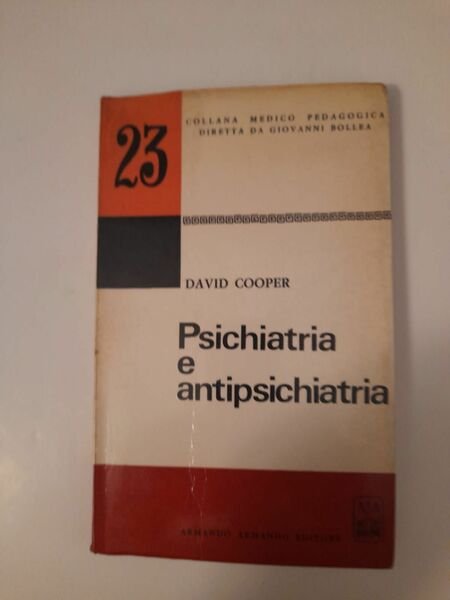 23
COLLANA MEDICO PEDAGOGICA
DIRETTA DA GIOVANNI BOLLEA
DAVID COOPER
Psichiatria
e
antipsichiatria
ARMANDO ARMANDO EDITORE